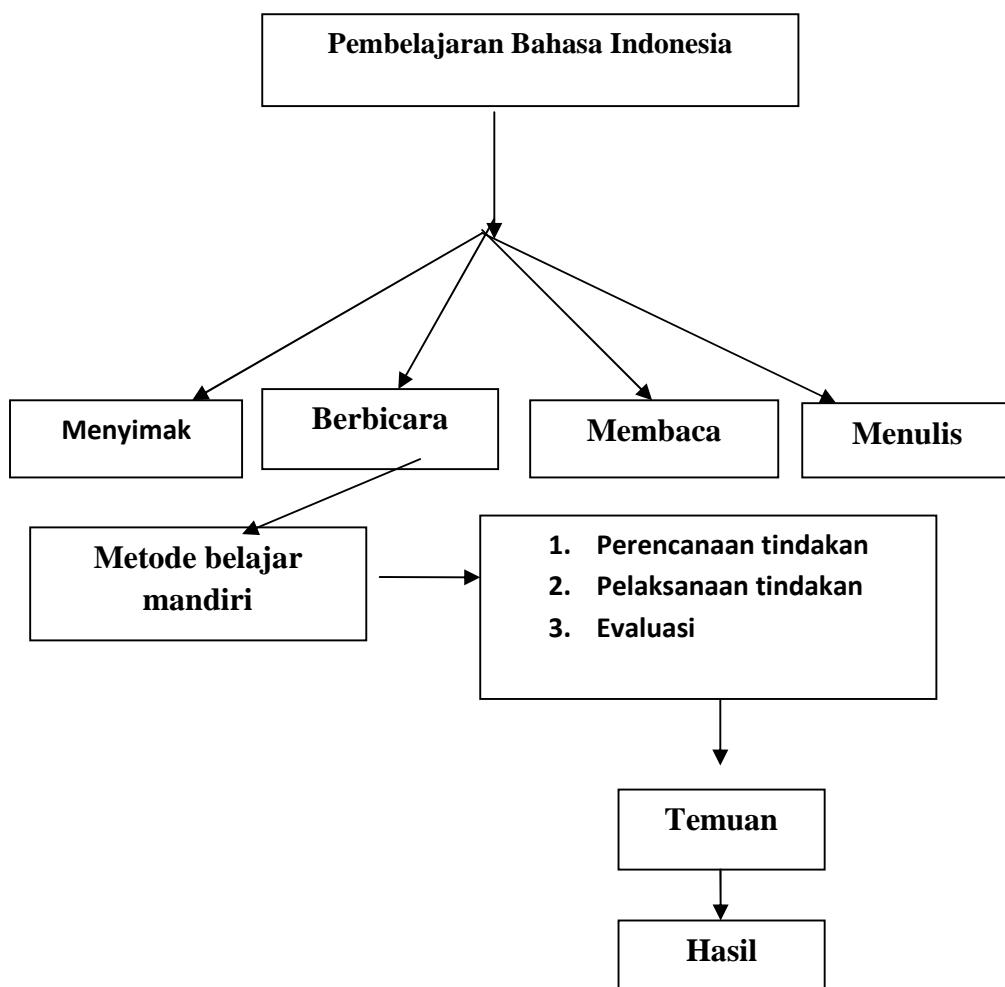 Pembelajaran Bahasa Indonesia
Menyimak
Berbicara
Membaca
Menulis
Metode belajar
mandiri
1. Perencanaan tindakan
2. Pelaksanaan tindakan
3. Evaluasi
Temuan
Hasil